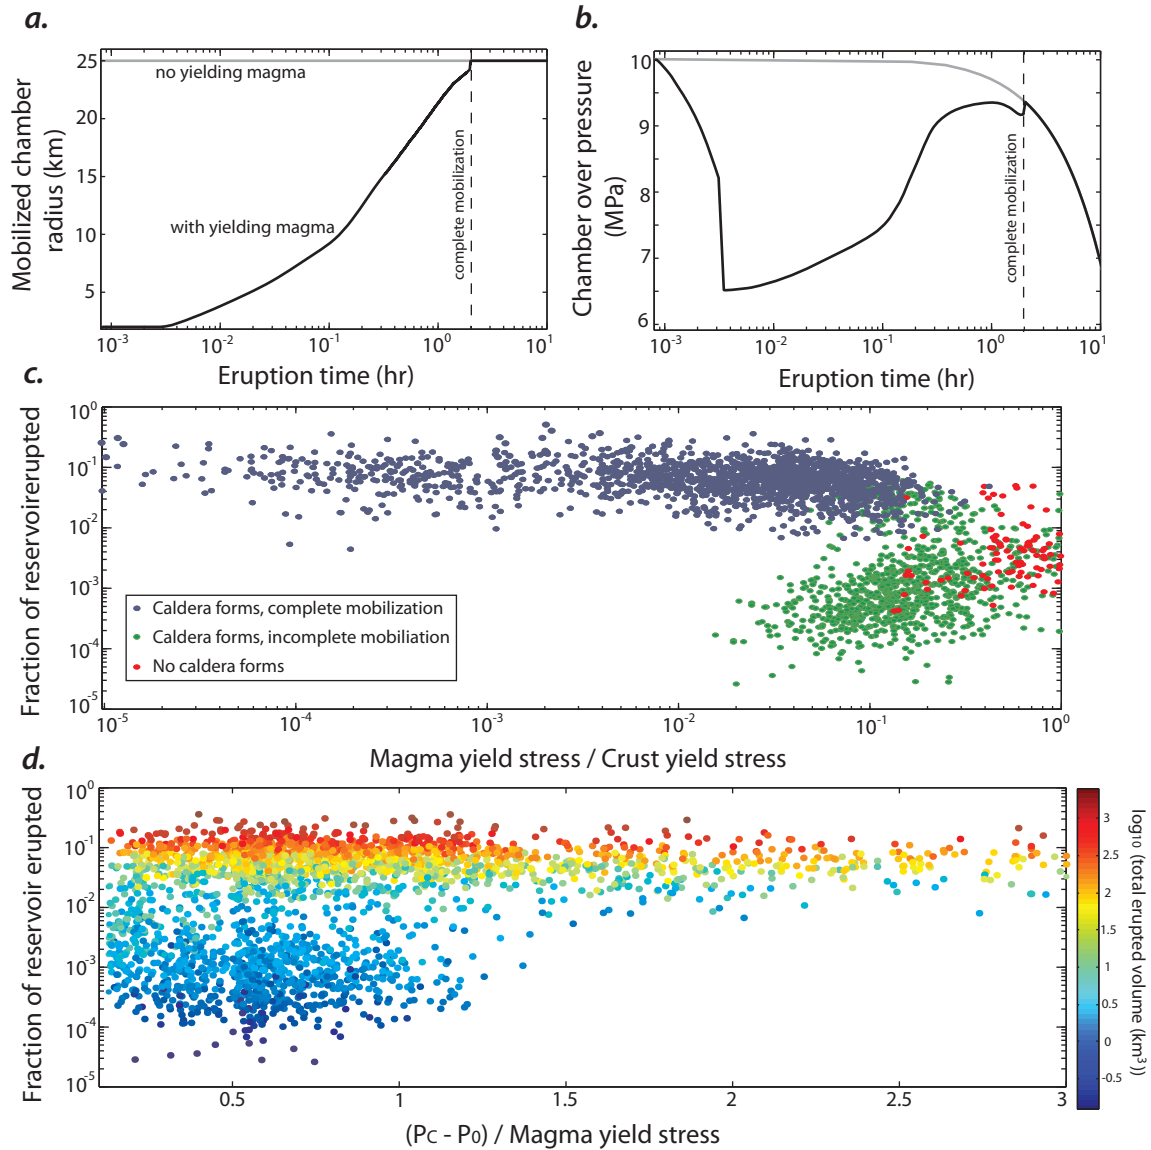 a.
Mobilized chamber
radius (km)
25
20
15
10
5
no yielding magma
with yielding magma
complete mobilization
10-3
10-2
10-1
100
101
Eruption time (hr)
b.
Chamber over pressure
(MPa)
10
9
8
7
6
complete mobilization
10-3
10-2
10-1
100
101
Eruption time (hr)
c.
Fraction of reservoirerupted
100
10-1
10-2
10-3
10-4
10-5
Caldera forms, complete mobilization
Caldera forms, incomplete mobiliation
No caldera forms
10-5
10-4
10-3
10-2
10-1
100
Magma yield stress / Crust yield stress
d.
Fraction of reservoir erupted
100
10-1
10-2
10-3
10-4
10-5
0.5
1
1.5
2
2.5
3
(PC - P0) / Magma yield stress
3
2.5
2
1.5
1
0.5
0
-0.5
log10 (total erupted volume (km3))